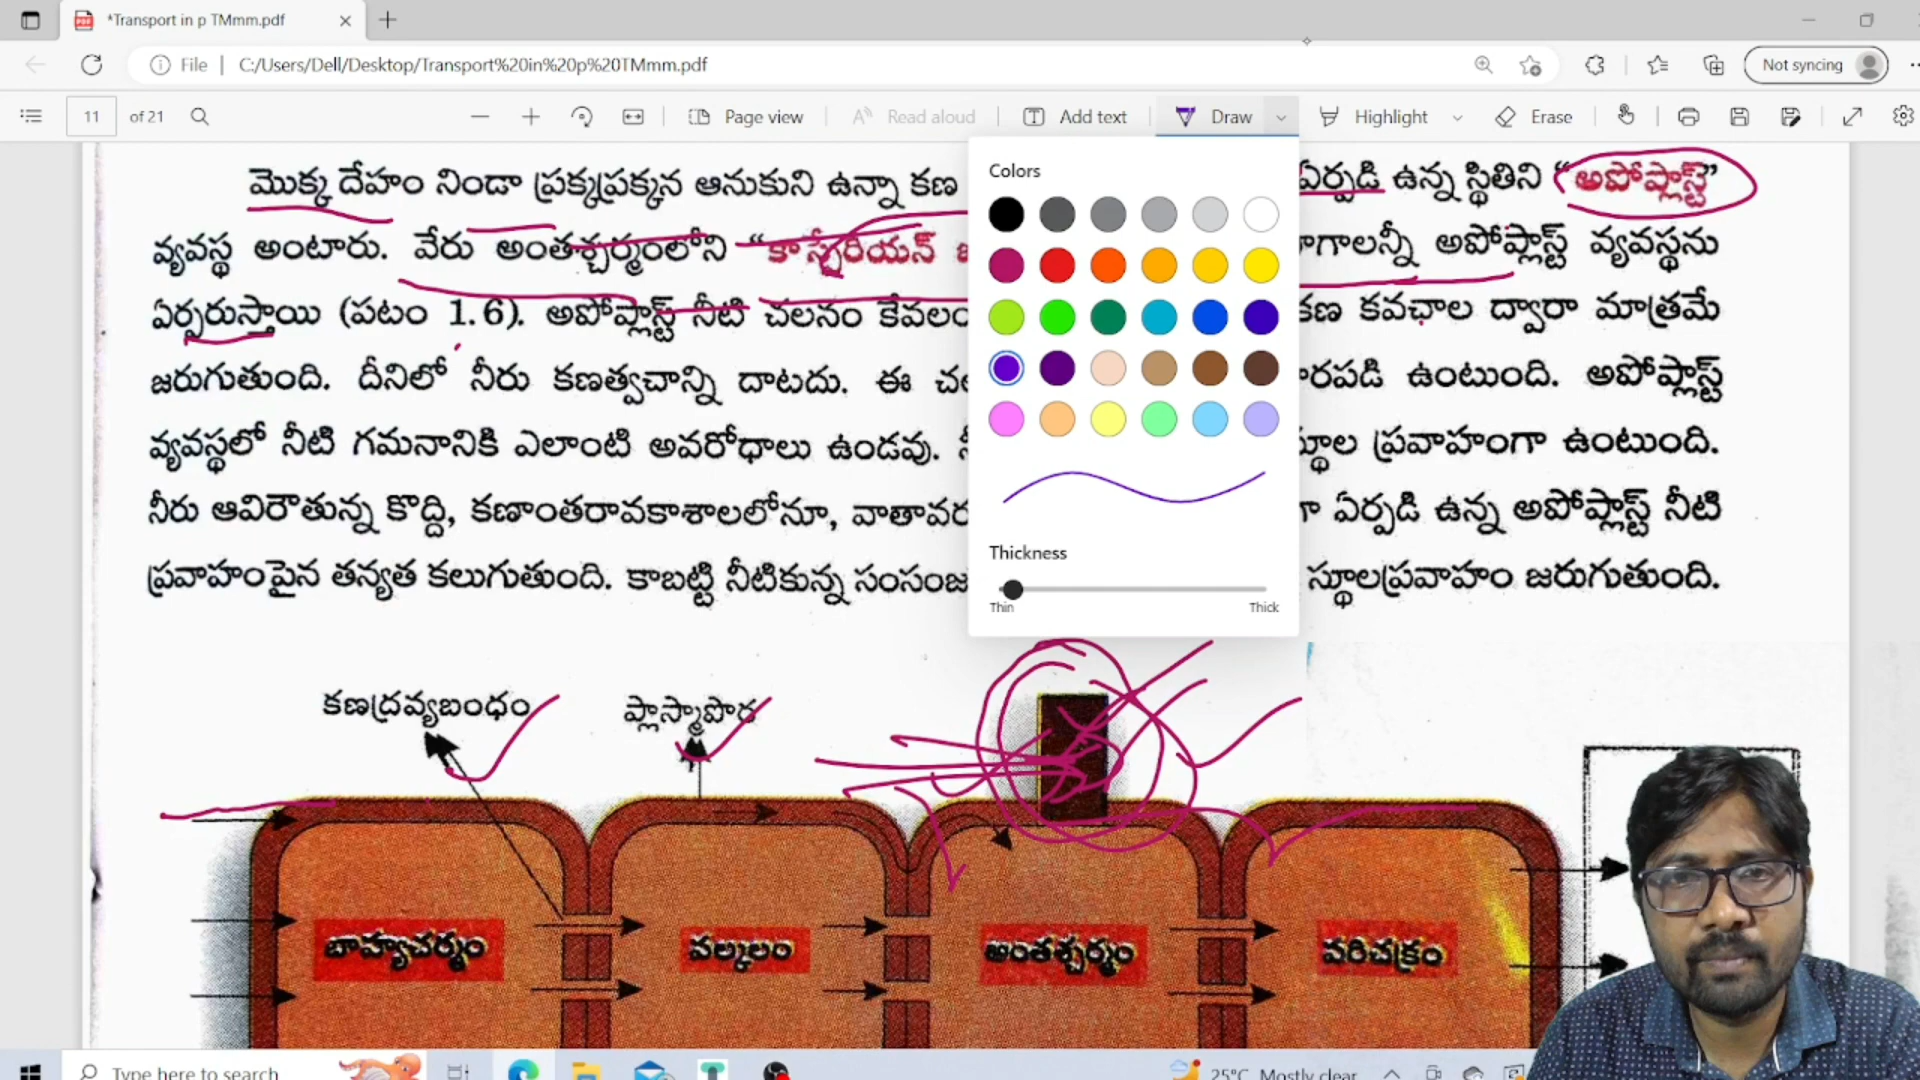 *Transport in p TMmm.pdf
File | C:/Users/Dell/Desktop/Transport%20in%20p%20TMmm.pdf
Not syncing
11 of 21
Page view
Read aloud
Add text
Draw
Highlight
Erase
మొక్క దేహం నిండా ప్రక్కప్రక్కన ఆనుకుని ఉన్నా కణ ఏర్పడి ఉన్న స్థితిని “అపోప్లాస్ట్”
వ్యవస్థ అంటారు. వేరు అంతశ్చర్మంలోని “కాస్పేరియన్ అపోప్లాస్ట్ వ్యవస్థను
ఏర్పరుస్తాయి (పటం 1.6). అపోప్లాస్ట్ నీటి చలనం కణ కవచాల ద్వారా మాత్రమే
జరుగుతుంది. దీనిలో నీరు కణత్వచాన్ని దాటదు. ఈ ఉంటుంది. అపోప్లాస్ట్
వ్యవస్థలో నీటి గమనానికి ఎలాంటి అవరోధాలు ఉండవు. ప్రవాహంగా ఉంటుంది.
నీరు ఆవిరౌతున్న కొద్ది, కణాంతరావకాశాలలోనూ, ఏర్పడి ఉన్న అపోప్లాస్ట్ నీటి
ప్రవాహంపైన తన్యత కలుగుతుంది. కాబట్టి నీటికున్న స్థూలప్రవాహం జరుగుతుంది.
Colors
Thickness
Thin Thick
కణద్రవ్యబంధం
ప్లాస్మాపొర
బాహ్యచర్మం
వల్కలం
అంతశ్చర్మం
పరిచక్రం
Type here to search
25°C Mostly clear